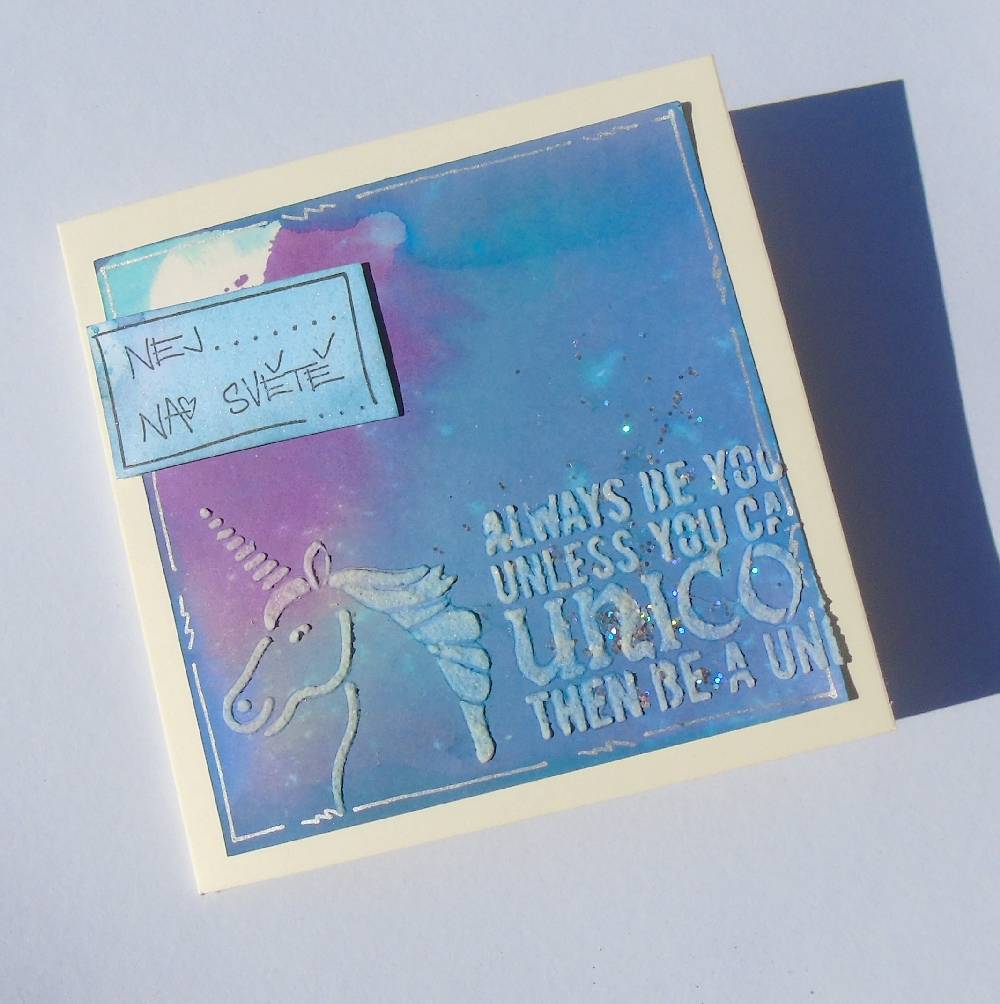 NEJ.......
NA SVĚTĚ....
ALWAYS BE YOU
UNLESS YOU CA
UNICO
THEN BE A UNI